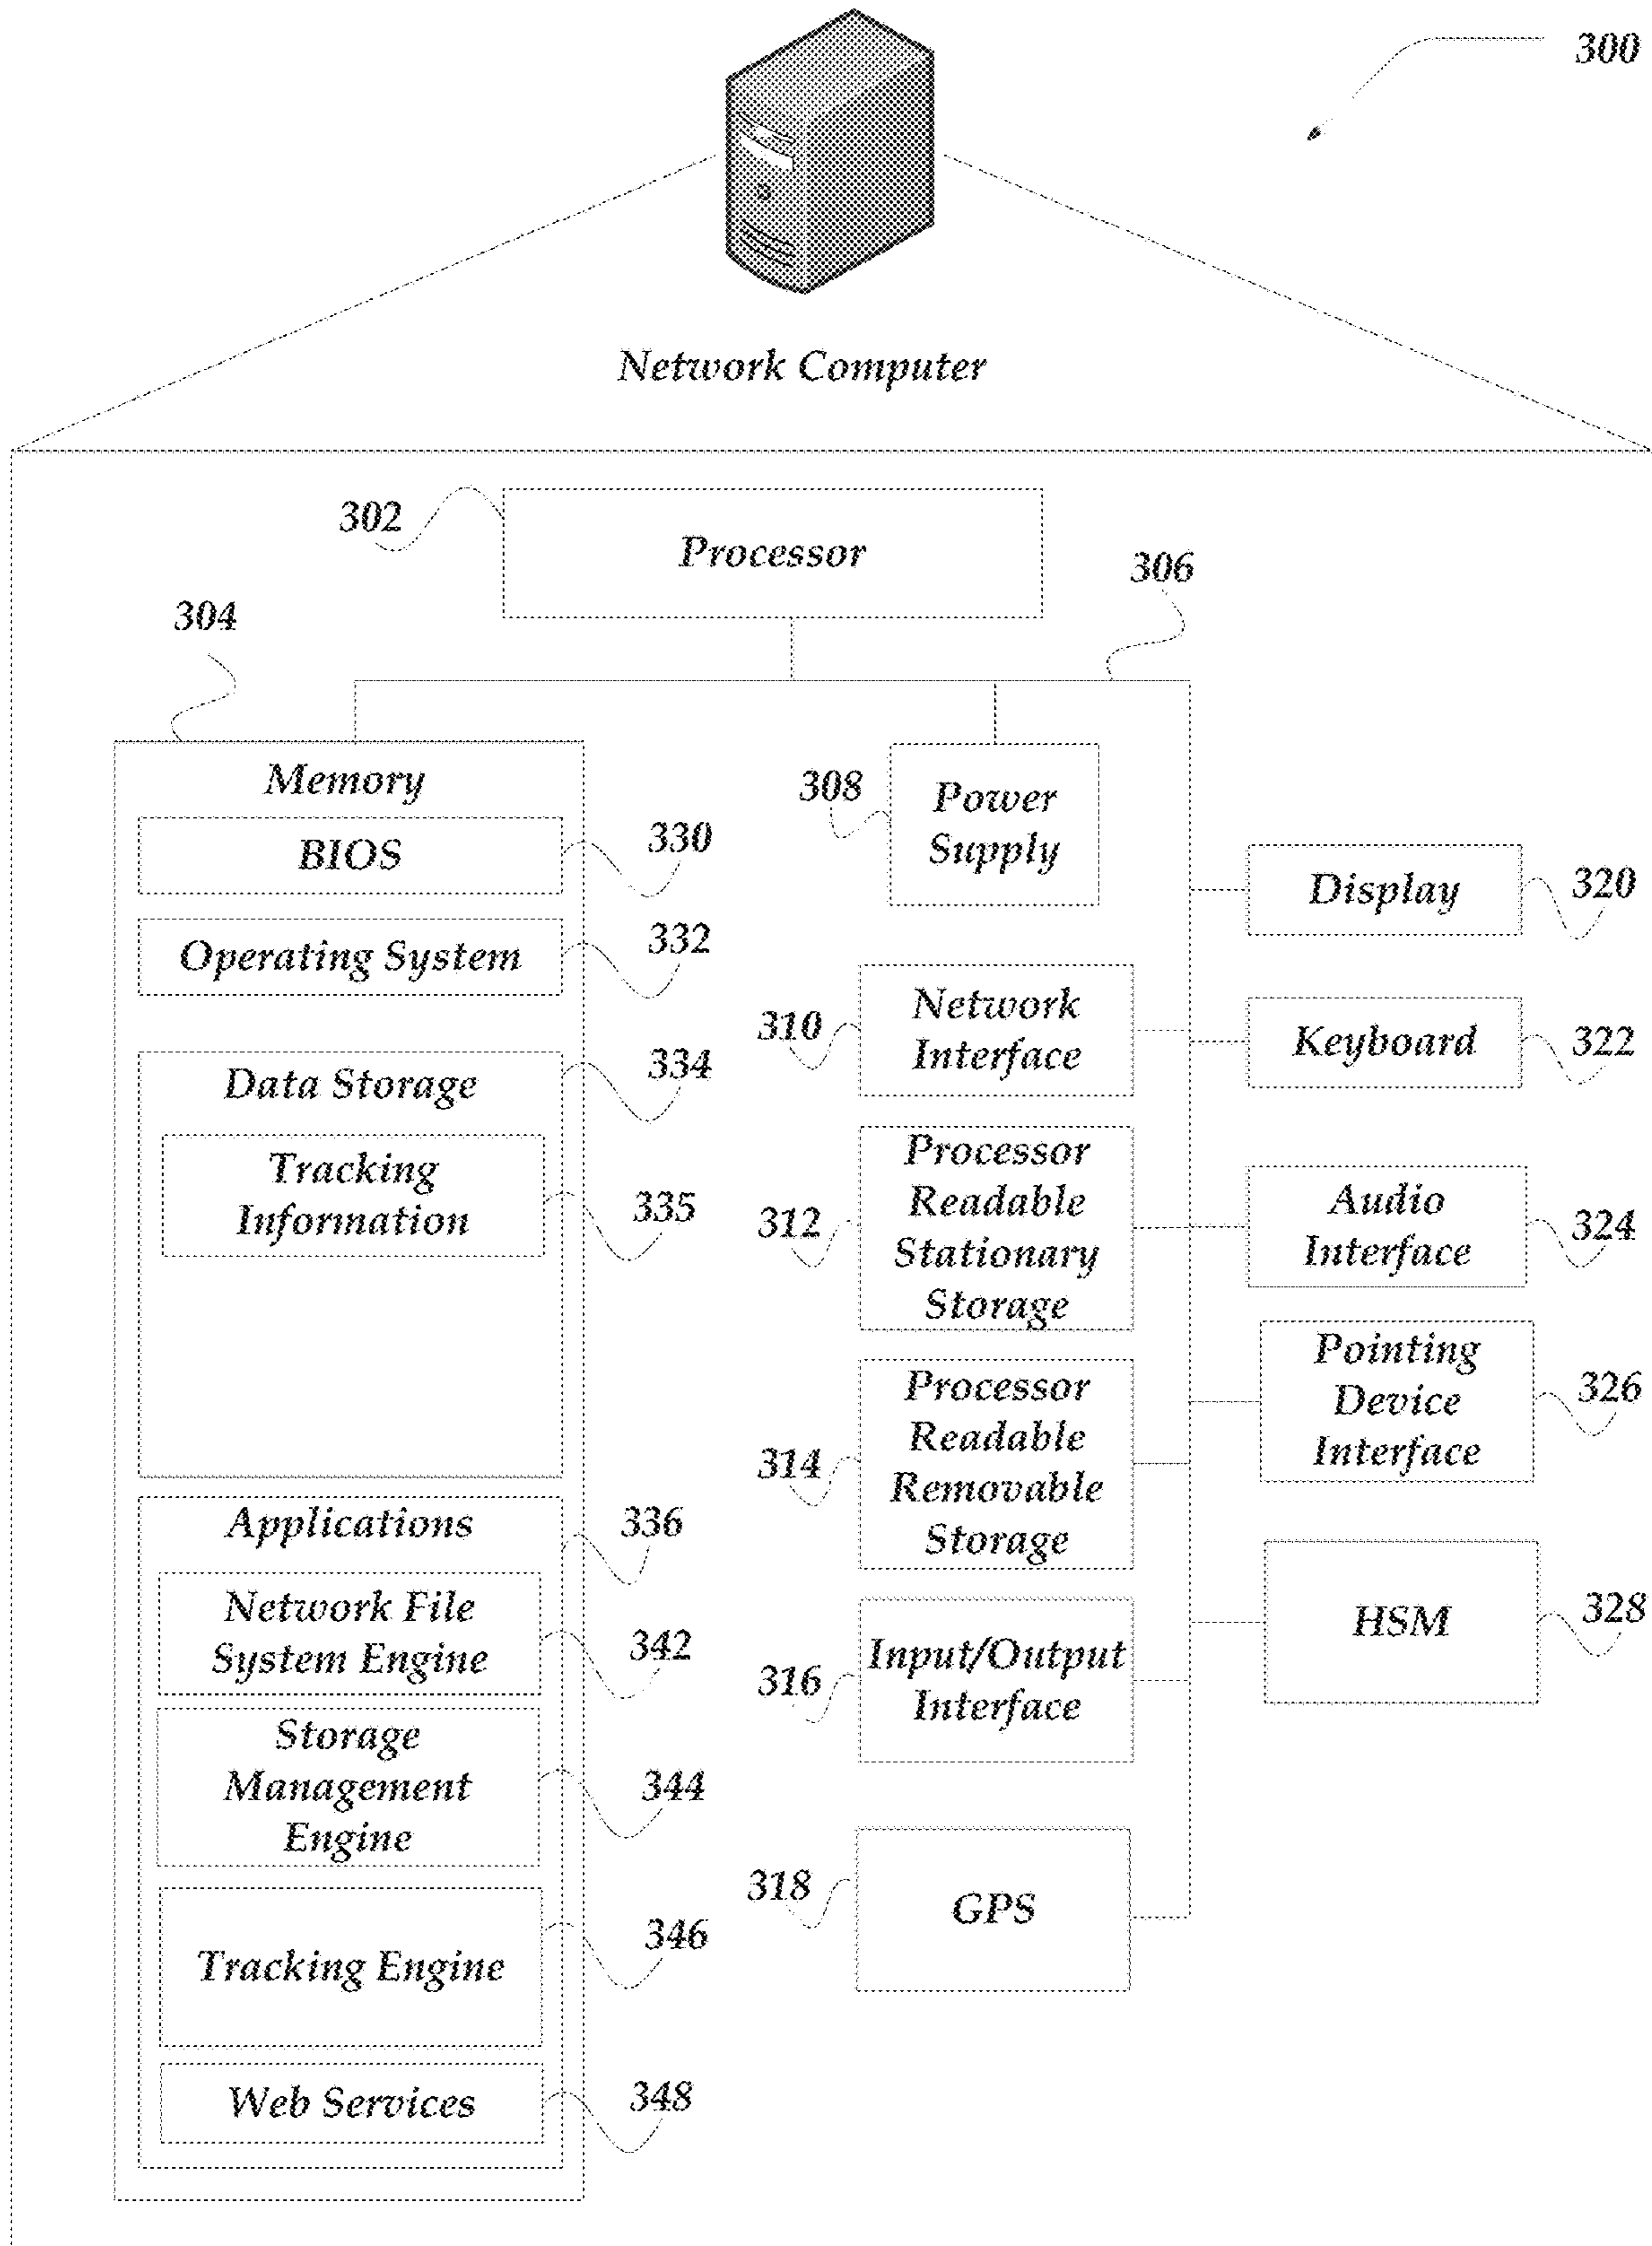 300
Network Computer
302
Processor
306
304
Memory
BIOS
330
Operating System
332
Data Storage
334
Tracking
Information
335
Applications
336
Network File
System Engine
342
Storage
Management
Engine
344
Tracking Engine
346
Web Services
348
308
Power
Supply
310
Network
Interface
312
Processor
Readable
Stationary
Storage
314
Processor
Readable
Removable
Storage
316
Input/Output
Interface
318
GPS
Display
320
Keyboard
322
Audio
Interface
324
Pointing
Device
Interface
326
HSM
328